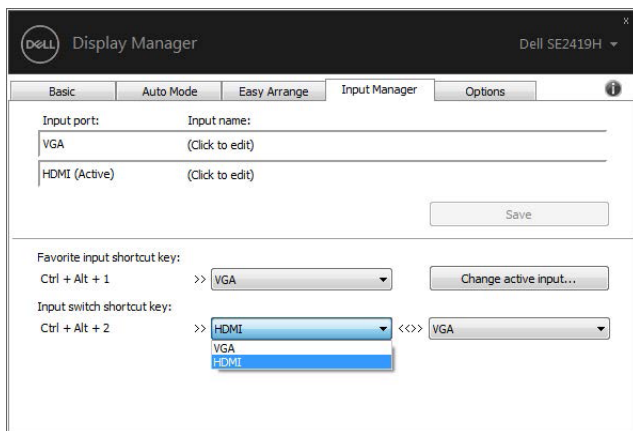 x
DELL Display Manager Dell SE2419H
Basic Auto Mode Easy Arrange Input Manager Options i
Input port: Input name:
VGA (Click to edit)
HDMI (Active) (Click to edit)
Save
Favorite input shortcut key:
Ctrl + Alt + 1 >> VGA Change active input...
Input switch shortcut key:
Ctrl + Alt + 2 >> HDMI <<>> VGA
VGA
HDMI